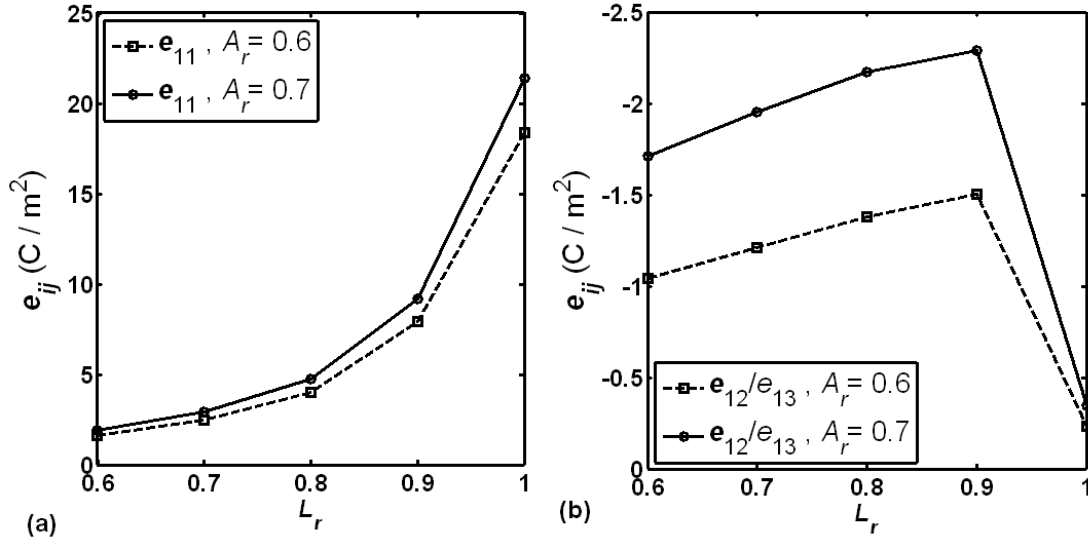 25
20
15
10
5
0
e_ij (C / m^2)
e_11 , A_r = 0.6
e_11 , A_r = 0.7
0.6 0.7 0.8 0.9 1
L_r
(a)
-2.5
-2
-1.5
-1
-0.5
0
e_ij (C / m^2)
e_12/e_13 , A_r = 0.6
e_12/e_13 , A_r = 0.7
0.6 0.7 0.8 0.9 1
L_r
(b)